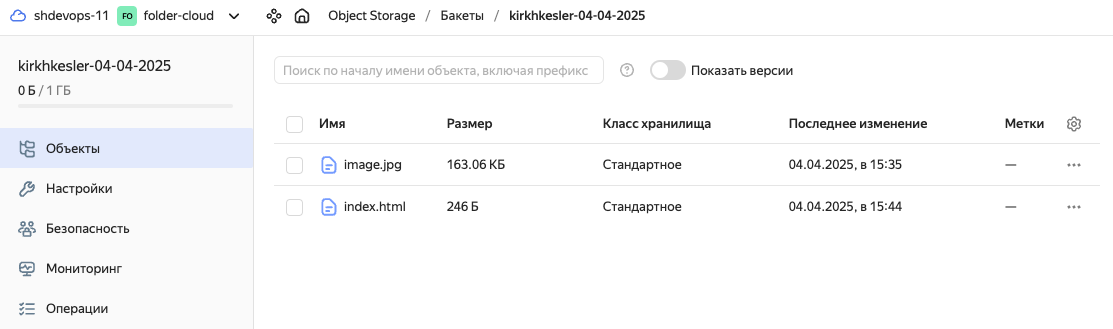 shdevops-11 FO folder-cloud Object Storage / Бакеты / kirkhkesler-04-04-2025
kirkhkesler-04-04-2025
0 Б / 1 ГБ
Объекты
Настройки
Безопасность
Мониторинг
Операции
Поиск по началу имени объекта, включая префикс ? Показать версии
Имя Размер Класс хранилища Последнее изменение Метки
image.jpg 163.06 КБ Стандартное 04.04.2025, в 15:35 —
index.html 246 Б Стандартное 04.04.2025, в 15:44 —